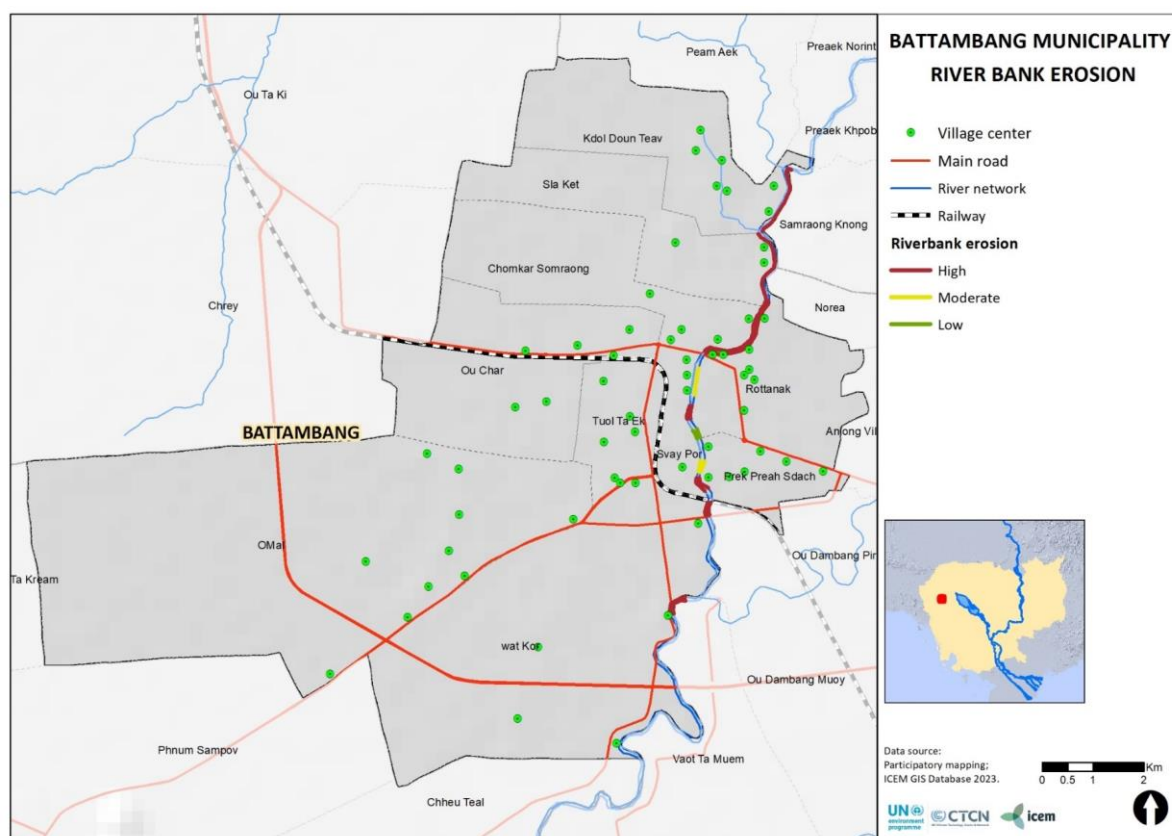 BATTAMBANG MUNICIPALITY
RIVER BANK EROSION
Village center
Main road
River network
Railway
Riverbank erosion
High
Moderate
Low
Peam Aek
Preaek Norint
Ou Ta Ki
Kdol Doun Teav
Preaek Khpob
Sla Ket
Samraong Knong
Chomkar Somraong
Chrey
Norea
Ou Char
Rottanak
Tuol Ta Ek
BATTAMBANG
Anlong Vil
Svay Por
Prek Preah Sdach
OMal
Ou Dambang Pir
Ta Kream
wat Kor
Ou Dambang Muoy
Phnum Sampov
Vaot Ta Muem
Chheu Teal
Data source:
Participatory mapping;
ICEM GIS Database 2023.
Km
0 0.5 1 2
UN
environment
programme
CTCN
icem